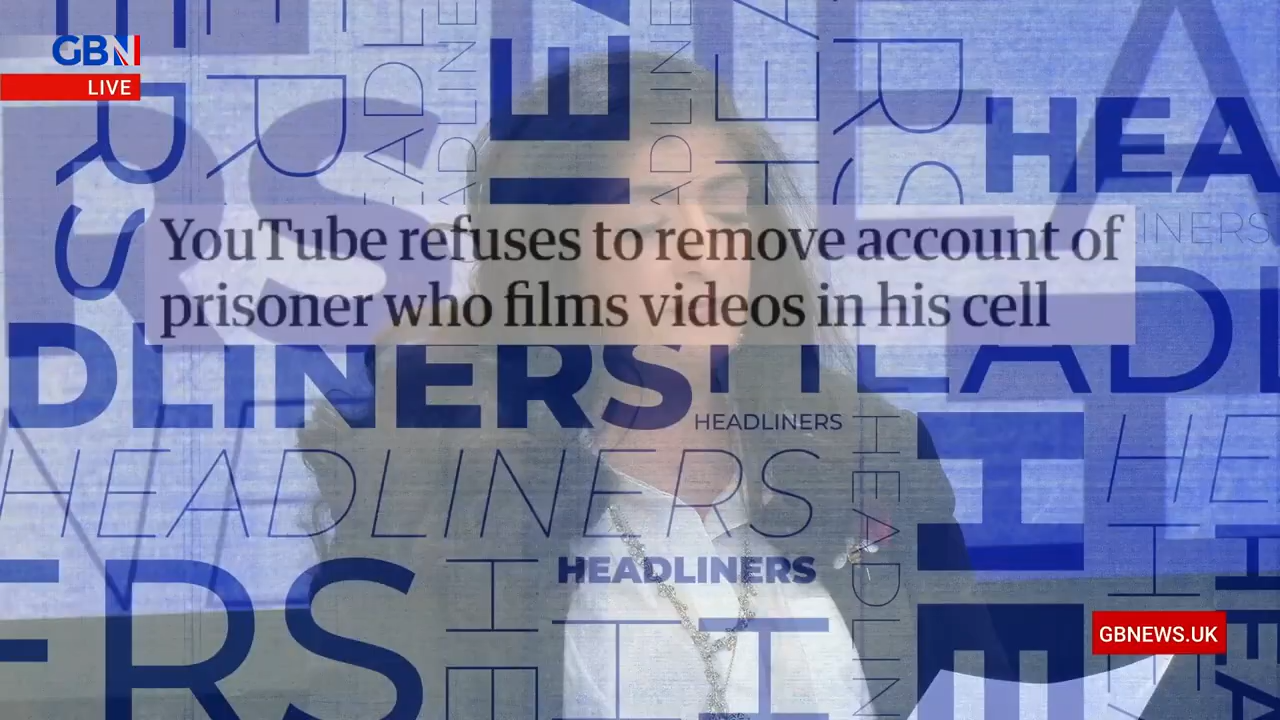 GBN
LIVE
YouTube refuses to remove account of
prisoner who films videos in his cell
DLINERS
HEADLINERS
HEADLINERS
HEADLINERS
GBNEWS.UK